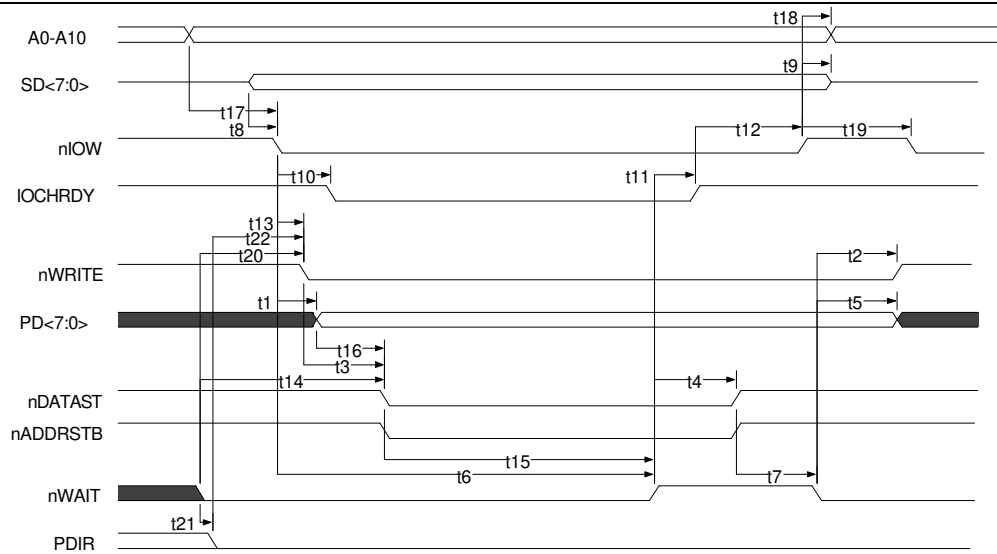 t18
A0-A10
t9
SD<7:0>
t17
t8
t12
t19
nIOW
t10
t11
IOCHRDY
t13
t22
t20
t2
nWRITE
t1
t5
PD<7:0>
t16
t3
t14
t4
nDATAST
nADDRSTB
t15
t6
t7
nWAIT
t21
PDIR